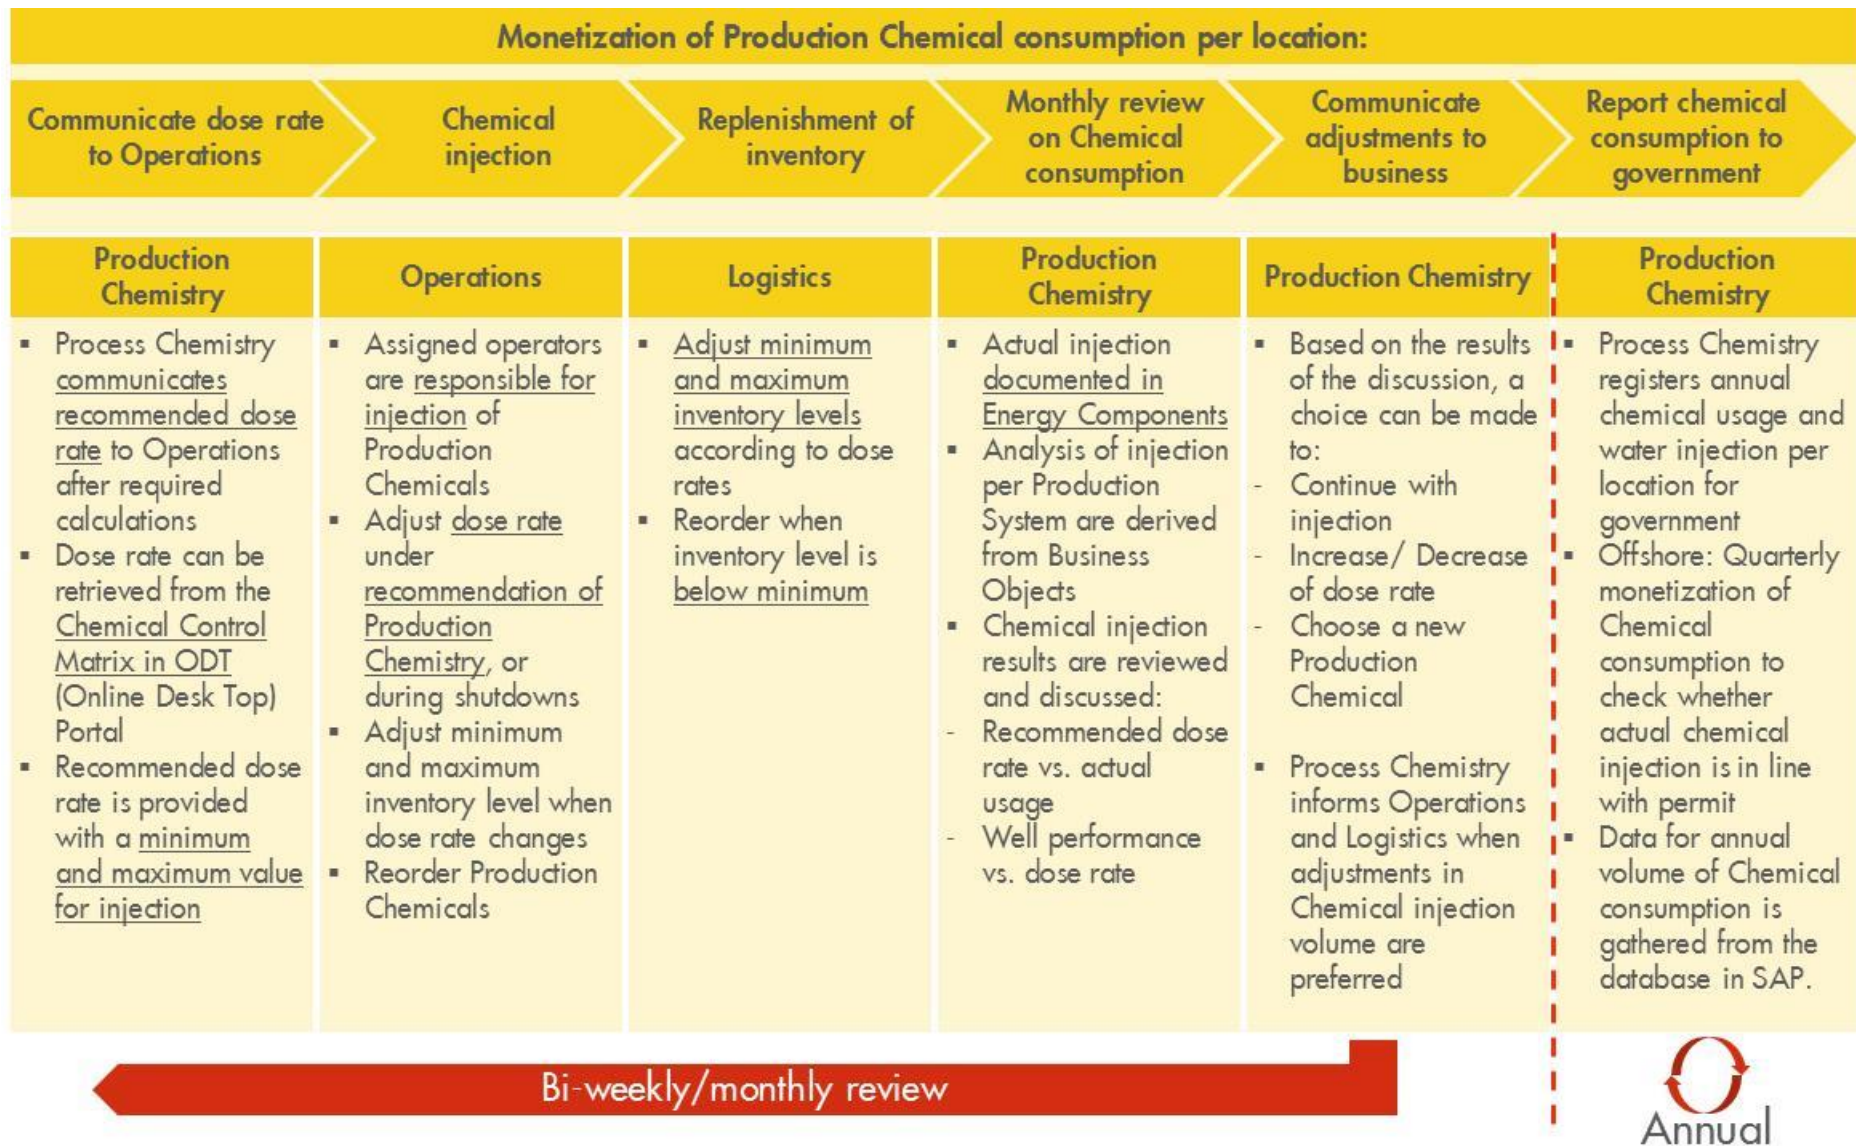 Monetization of Production Chemical consumption per location:
Communicate dose rate
to Operations
Chemical
injection
Replenishment of
inventory
Monthly review
on Chemical
consumption
Communicate
adjustments to
business
Report chemical
consumption to
government
Production
Chemistry
Operations
Logistics
Production
Chemistry
Production Chemistry
Production
Chemistry
▪ Process Chemistry
communicates
recommended dose
rate to Operations
after required
calculations
▪ Dose rate can be
retrieved from the
Chemical Control
Matrix in ODT
(Online Desk Top)
Portal
▪ Recommended dose
rate is provided
with a minimum
and maximum value
for injection
▪ Assigned operators
are responsible for
injection of
Production
Chemicals
▪ Adjust dose rate
under
recommendation of
Production
Chemistry, or
during shutdowns
▪ Adjust minimum
and maximum
inventory level when
dose rate changes
▪ Reorder Production
Chemicals
▪ Adjust minimum
and maximum
inventory levels
according to dose
rates
▪ Reorder when
inventory level is
below minimum
▪ Actual injection
documented in
Energy Components
▪ Analysis of injection
per Production
System are derived
from Business
Objects
▪ Chemical injection
results are reviewed
and discussed:
- Recommended dose
rate vs. actual
usage
- Well performance
vs. dose rate
▪ Based on the results
of the discussion, a
choice can be made
to:
- Continue with
injection
- Increase/ Decrease
of dose rate
- Choose a new
Production
Chemical
▪ Process Chemistry
informs Operations
and Logistics when
adjustments in
Chemical injection
volume are
preferred
▪ Process Chemistry
registers annual
chemical usage and
water injection per
location for
government
▪ Offshore: Quarterly
monetization of
Chemical
consumption to
check whether
actual chemical
injection is in line
with permit
▪ Data for annual
volume of Chemical
consumption is
gathered from the
database in SAP.
Bi-weekly/monthly review
Annual